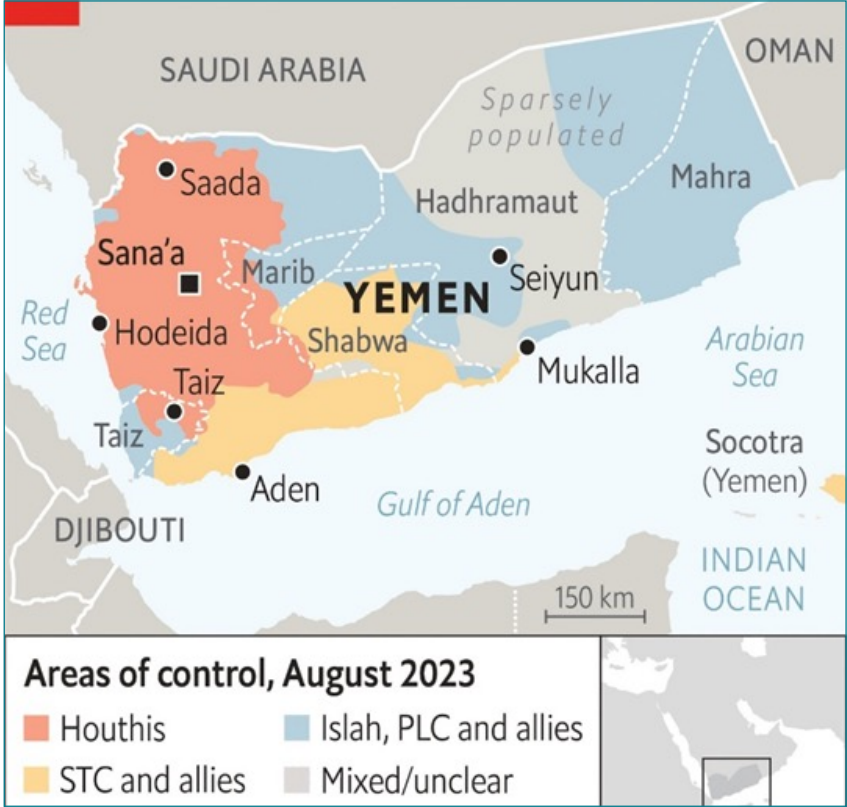 SAUDI ARABIA
OMAN
Sparsely
populated
Saada
Mahra
Hadhramaut
Sana'a
Marib
Seiyun
YEMEN
Red
Sea
Hodeida
Shabwa
Arabian
Sea
Mukalla
Taiz
Taiz
Socotra
(Yemen)
Aden
Gulf of Aden
DJIBOUTI
INDIAN
OCEAN
150 km
Areas of control, August 2023
Houthis
Islah, PLC and allies
STC and allies
Mixed/unclear